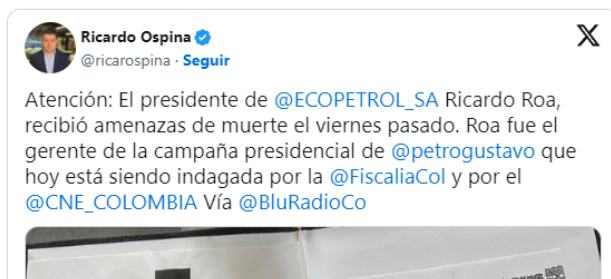 Ricardo Ospina
@ricarospina · Seguir
X
Atención: El presidente de @ECOPETROL_SA Ricardo Roa,
recibió amenazas de muerte el viernes pasado. Roa fue el
gerente de la campaña presidencial de @petrogustavo que
hoy está siendo indagada por la @FiscaliaCol y por el
@CNE_COLOMBIA Vía @BluRadioCo